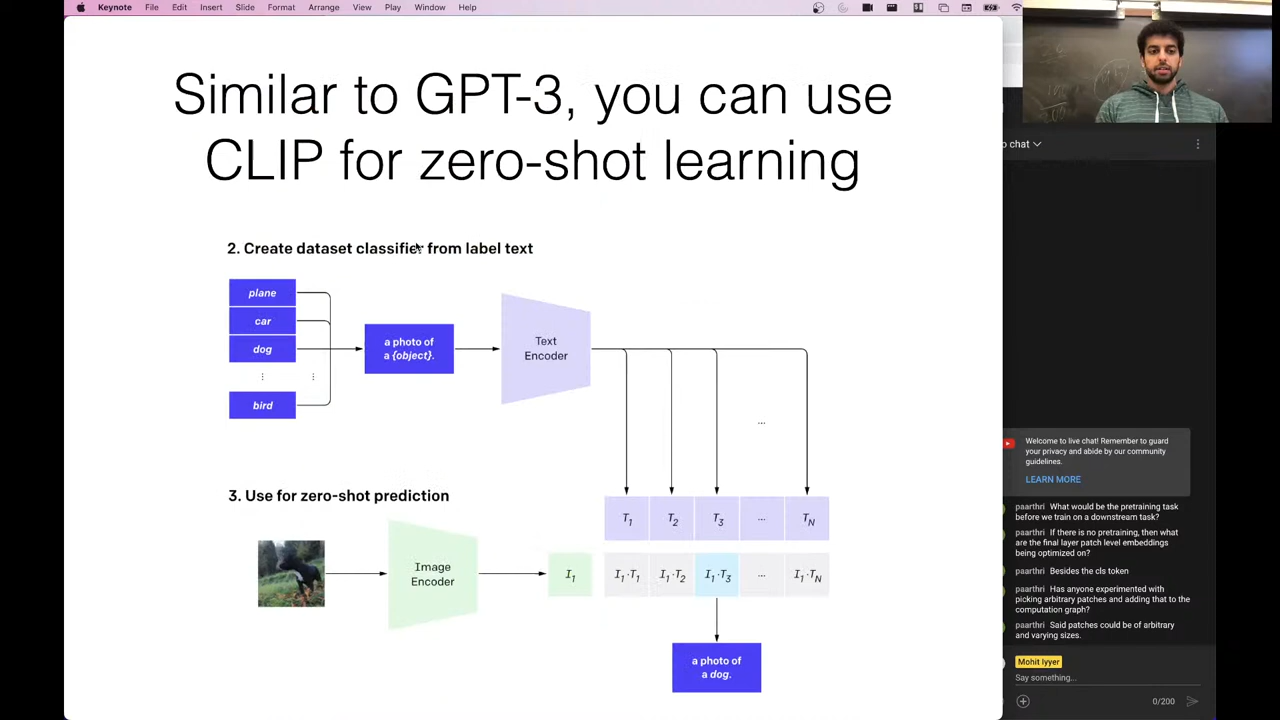 Keynote File Edit Insert Slide Format Arrange View Play Window Help
Similar to GPT-3, you can use
CLIP for zero-shot learning
2. Create dataset classifier from label text
plane
car
dog
⋮ ⋮
bird
a photo of
a {object}.
Text
Encoder
...
3. Use for zero-shot prediction
Image
Encoder
T1 T2 T3 ... TN
I1 I1·T1 I1·T2 I1·T3 ... I1·TN
a photo of
a dog.
chat
Welcome to live chat! Remember to guard
your privacy and abide by our community
guidelines.
LEARN MORE
paarthri What would be the pretraining task
before we train on a downstream task?
paarthri If there is no pretraining, then what
are the final layer patch level embeddings
being optimized on?
paarthri Besides the cls token
paarthri Has anyone experimented with
picking arbitrary patches and adding that to the
computation graph?
paarthri Said patches could be of arbitrary
and varying sizes.
Mohit Iyyer
Say something...
0/200